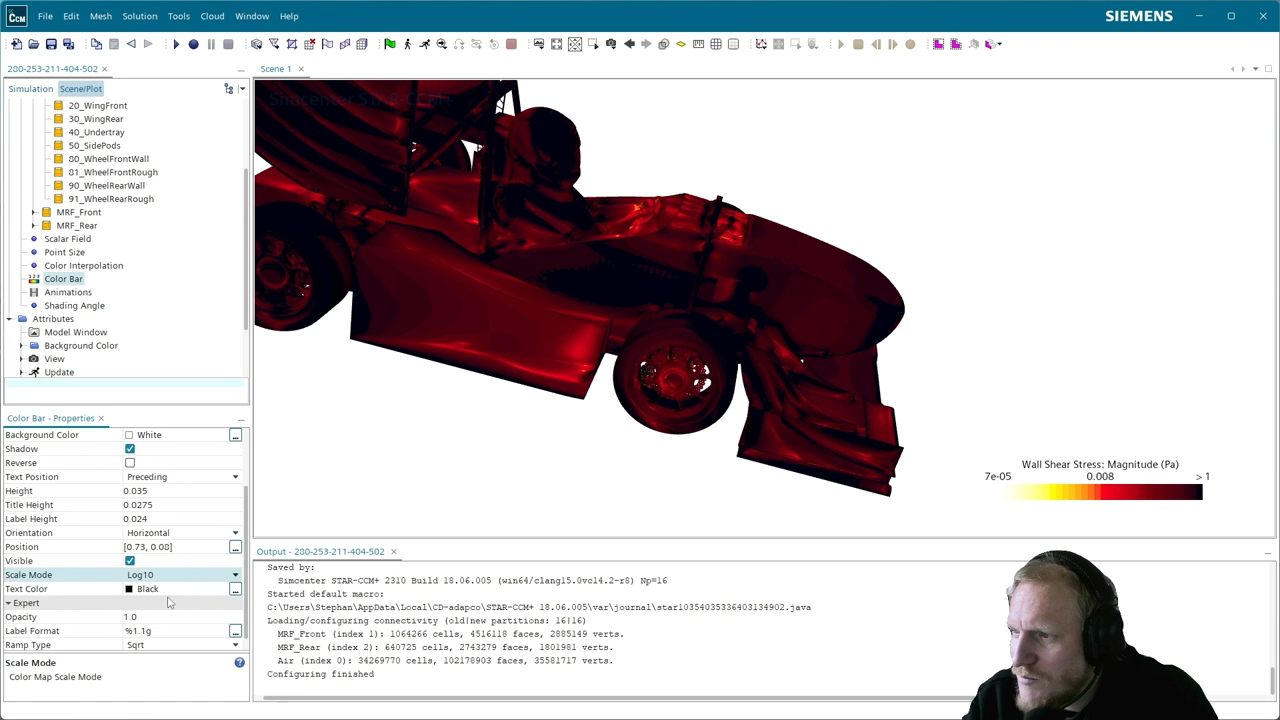 CCM File Edit Mesh Solution Tools Cloud Window Help SIEMENS
280-253-211-404-502
Scene 1
Simulation Scene/Plot
20_WingFront
30_WingRear
40_Undertray
50_SidePods
80_WheelFrontWall
81_WheelFrontRough
90_WheelRearWall
91_WheelRearRough
MRF_Front
MRF_Rear
Scalar Field
Point Size
Color Interpolation
Color Bar
Animations
Shading Angle
Attributes
Model Window
Background Color
View
Update
Simcenter STAR-CCM+
Wall Shear Stress: Magnitude (Pa)
7e-05 0.008 > 1
Color Bar - Properties
Background Color White
Shadow
Reverse
Text Position Preceding
Height 0.035
Title Height 0.0275
Label Height 0.024
Orientation Horizontal
Position [0.73, 0.08]
Visible
Scale Mode Log10
Text Color Black
Expert
Opacity 1.0
Label Format %1.1g
Ramp Type Sqrt
Scale Mode
Color Map Scale Mode
Output - 280-253-211-404-502
Saved by:
Simcenter STAR-CCM+ 2310 Build 18.06.005 (win64/clang15.0vc14.2-r8) Np=16
Started default macro:
C:\Users\Stephan\AppData\Local\CD-adapco\STAR-CCM+ 18.06.005\var\journal\star10354035336403134902.java
Loading/configuring connectivity (old|new partitions: 16|16)
MRF_Front (index 1): 1064266 cells, 4516118 faces, 2885149 verts.
MRF_Rear (index 2): 640725 cells, 2743279 faces, 1801981 verts.
Air (index 0): 34269770 cells, 102178903 faces, 35581717 verts.
Configuring finished